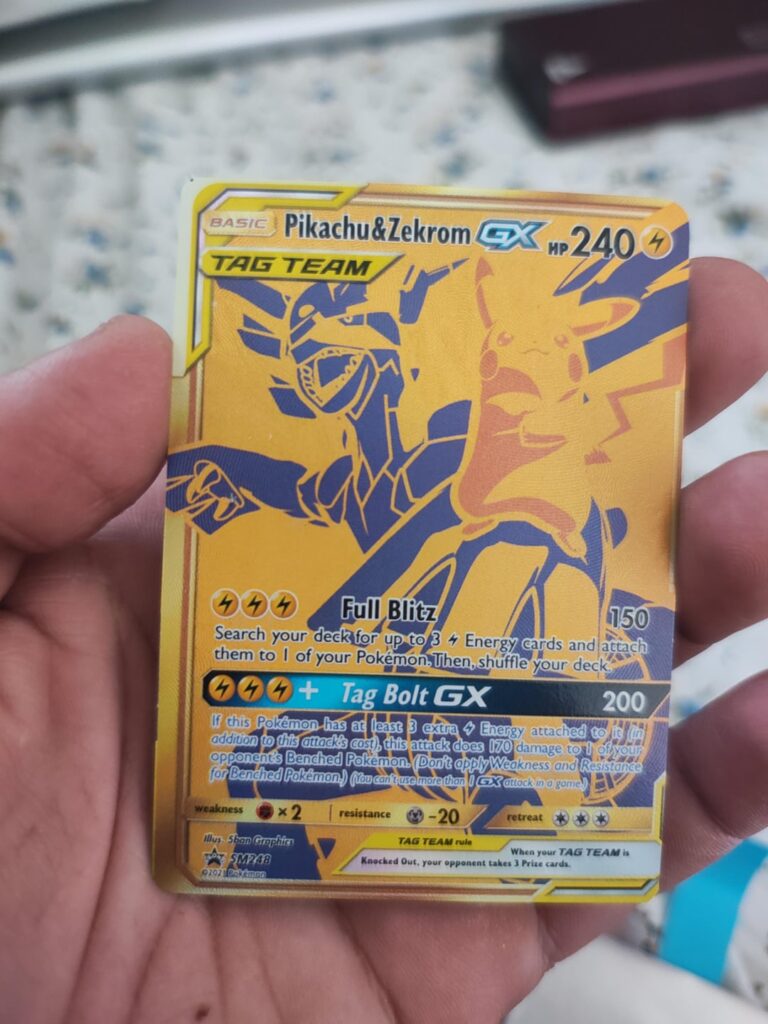 BASIC Pikachu&Zekrom GX HP 240
TAG TEAM
Full Blitz 150
Search your deck for up to 3 Energy cards and attach
them to 1 of your Pokémon. Then, shuffle your deck.
+ Tag Bolt GX 200
If this Pokémon has at least 3 extra Energy attached to it (in
addition to this attack's cost), this attack does 170 damage to 1 of your
opponent's Benched Pokémon. (Don't apply Weakness and Resistance
for Benched Pokémon.) (You can't use more than 1 GX attack in a game.)
weakness ×2 resistance -20 retreat
Illus. 5ban Graphics
SM248
©2021 Pokémon
TAG TEAM rule
When your TAG TEAM is
Knocked Out, your opponent takes 3 Prize cards.